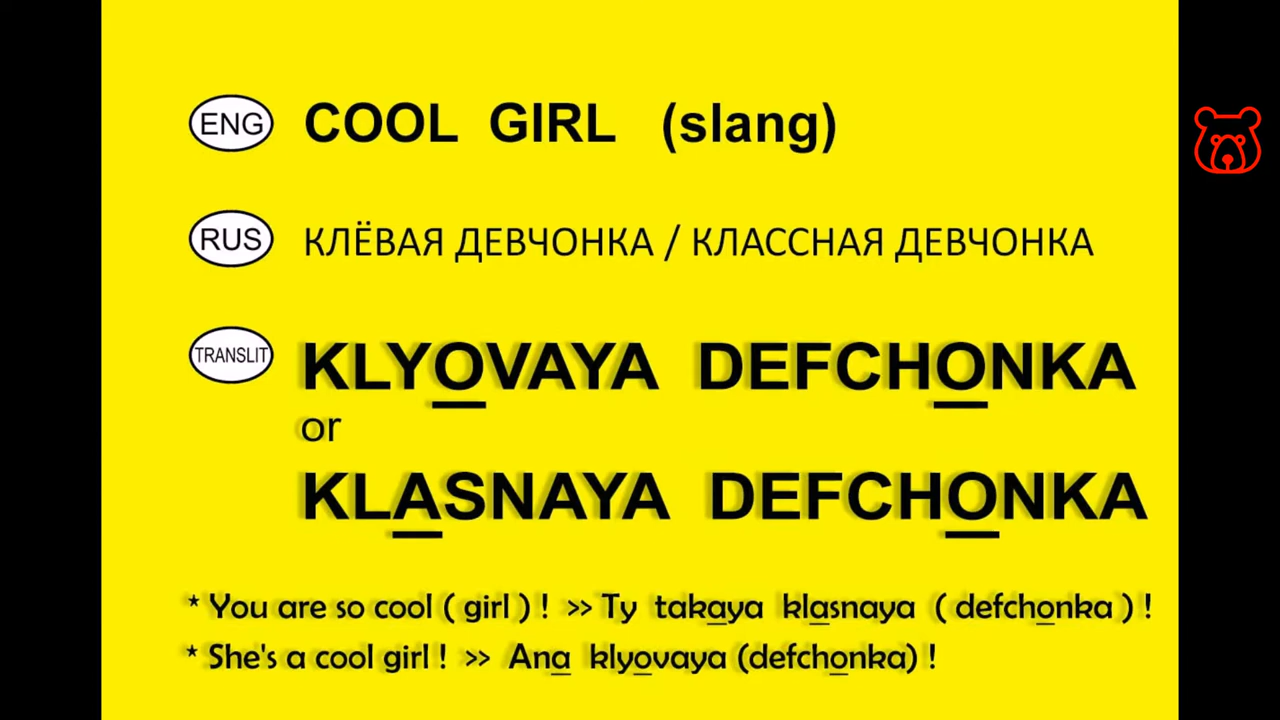 ENG COOL GIRL (slang)
RUS КЛЁВАЯ ДЕВЧОНКА / КЛАССНАЯ ДЕВЧОНКА
TRANSLIT KLYOVAYA DEFCHONKA
or
KLASNAYA DEFCHONKA
* You are so cool ( girl ) ! >> Ty takaya klasnaya ( defchonka ) !
* She's a cool girl ! >> Ana klyovaya (defchonka) !